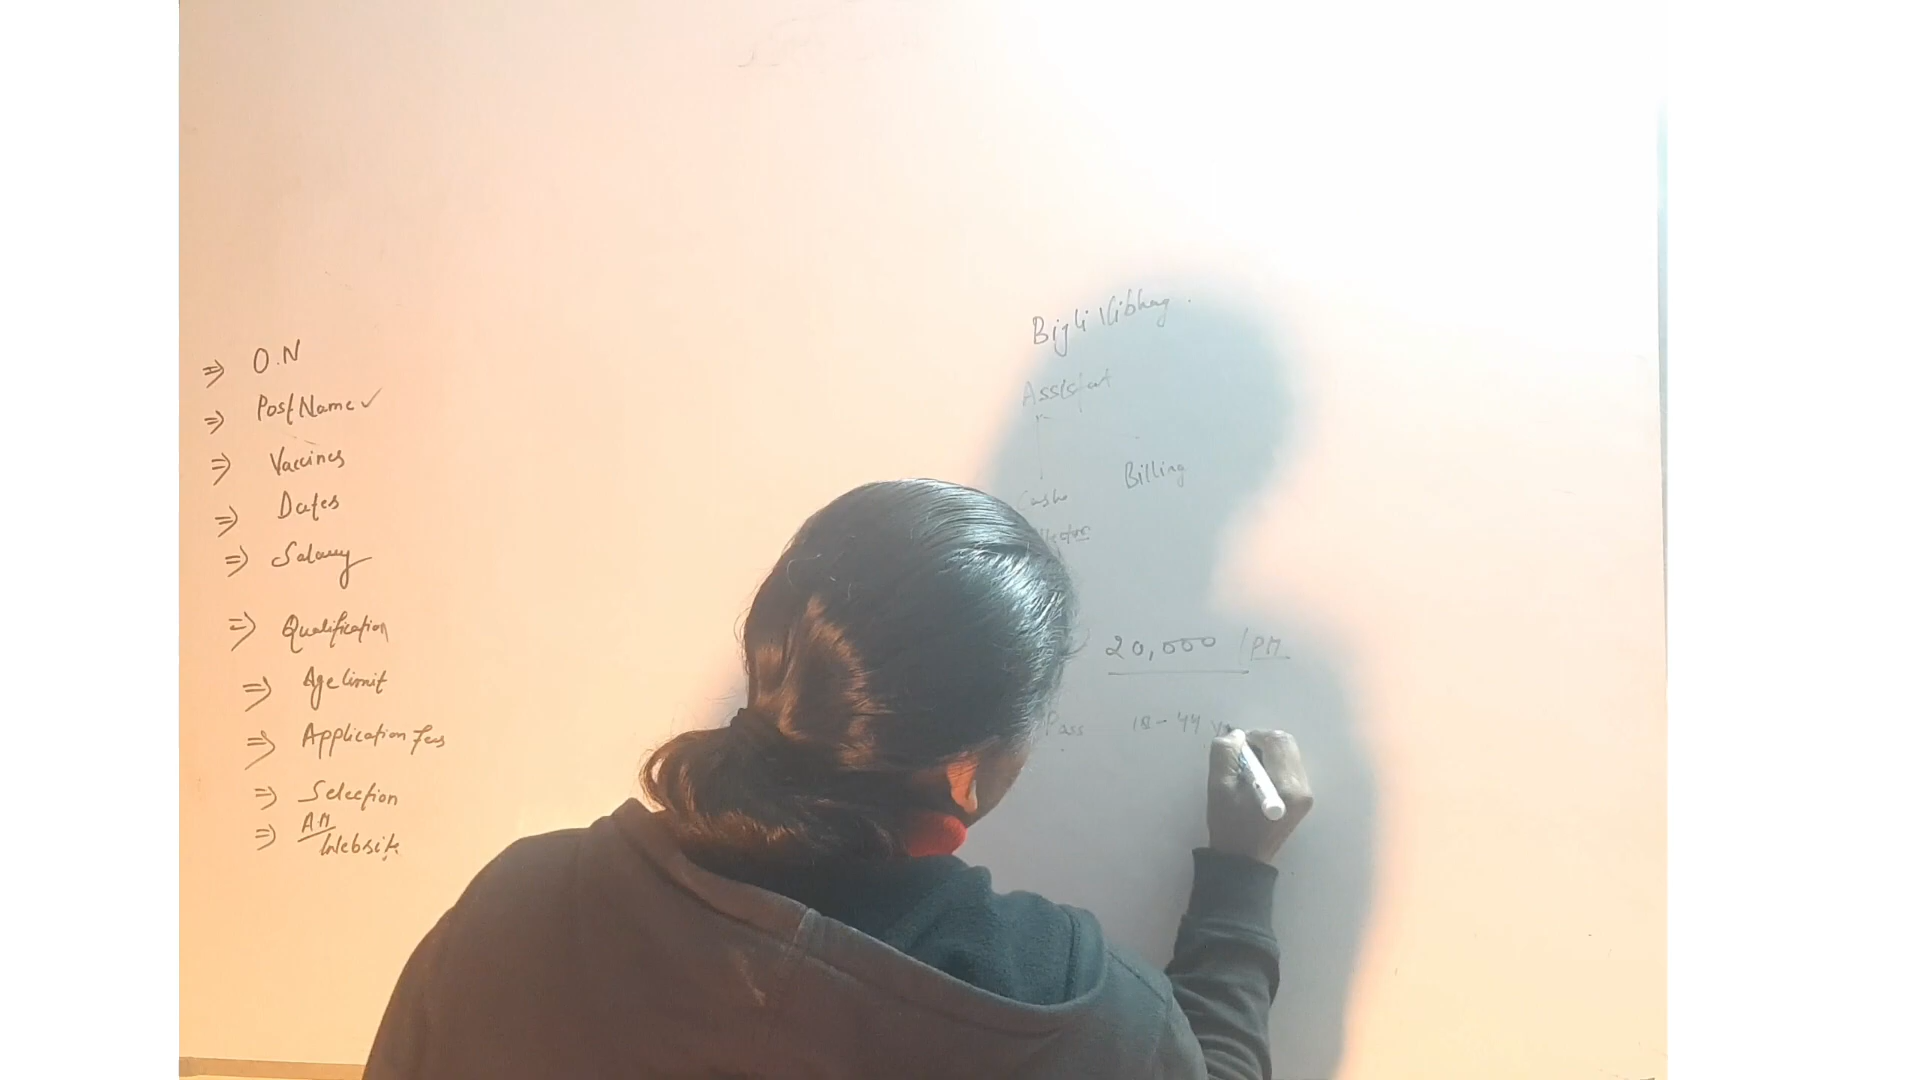 ⇒ O.N
⇒ Post Name ✓
⇒ Vaccines
⇒ Dates
⇒ Salary
⇒ Qualification
⇒ Age limit
⇒ Application Fees
⇒ Selection
⇒ AM/Website
Bijli Vibhag.
Assistant
Billing
Cash
20,000 /PM
Pass 18-44